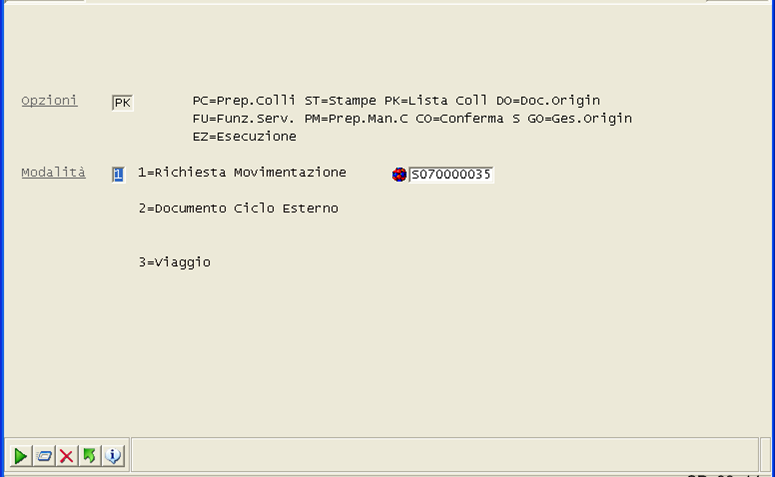 Opzioni PK PC=Prep.Colli ST=Stampe PK=Lista Coll DO=Doc.Origin
FU=Funz.Serv. PM=Prep.Man.C CO=Conferma S GO=Ges.Origin
EZ=Esecuzione
Modalità 1 1=Richiesta Movimentazione S070000035
2=Documento Ciclo Esterno
3=Viaggio